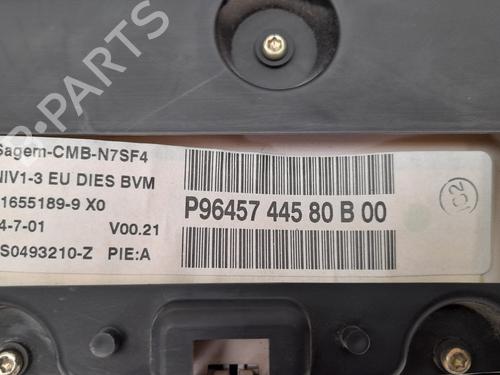 Sagem-CMB-N7SF4
NIV1-3 EU DIES BVM
1655189-9 X0
4-7-01 V00.21
S0493210-Z PIE:A
P96457 445 80 B 00
B-PARTS